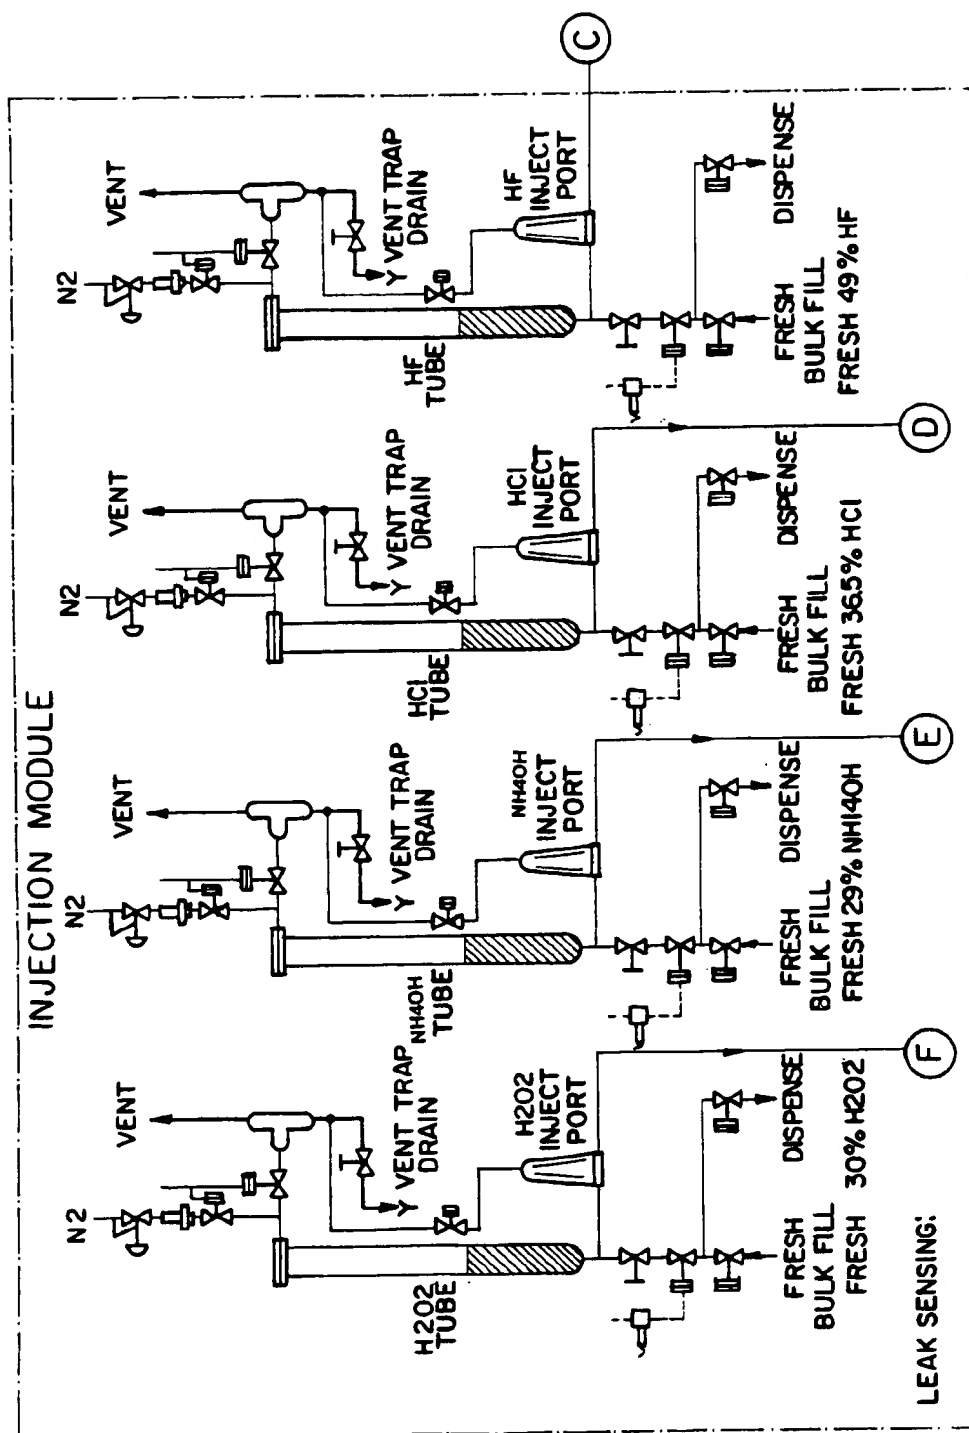 INJECTION MODULE
N2
VENT
VENT TRAP
DRAIN
H2O2
TUBE
H2O2
INJECT
PORT
FRESH
BULK FILL
FRESH 30% H2O2
DISPENSE
F
N2
VENT
VENT TRAP
DRAIN
NH4OH
TUBE
NH4OH
INJECT
PORT
FRESH
BULK FILL
FRESH 29% NH14OH
DISPENSE
E
N2
VENT
VENT TRAP
DRAIN
HCl
TUBE
HCl
INJECT
PORT
FRESH
BULK FILL
FRESH 36.5% HCl
DISPENSE
D
N2
VENT
VENT TRAP
DRAIN
HF
TUBE
HF
INJECT
PORT
FRESH
BULK FILL
FRESH 49% HF
DISPENSE
C
LEAK SENSING: